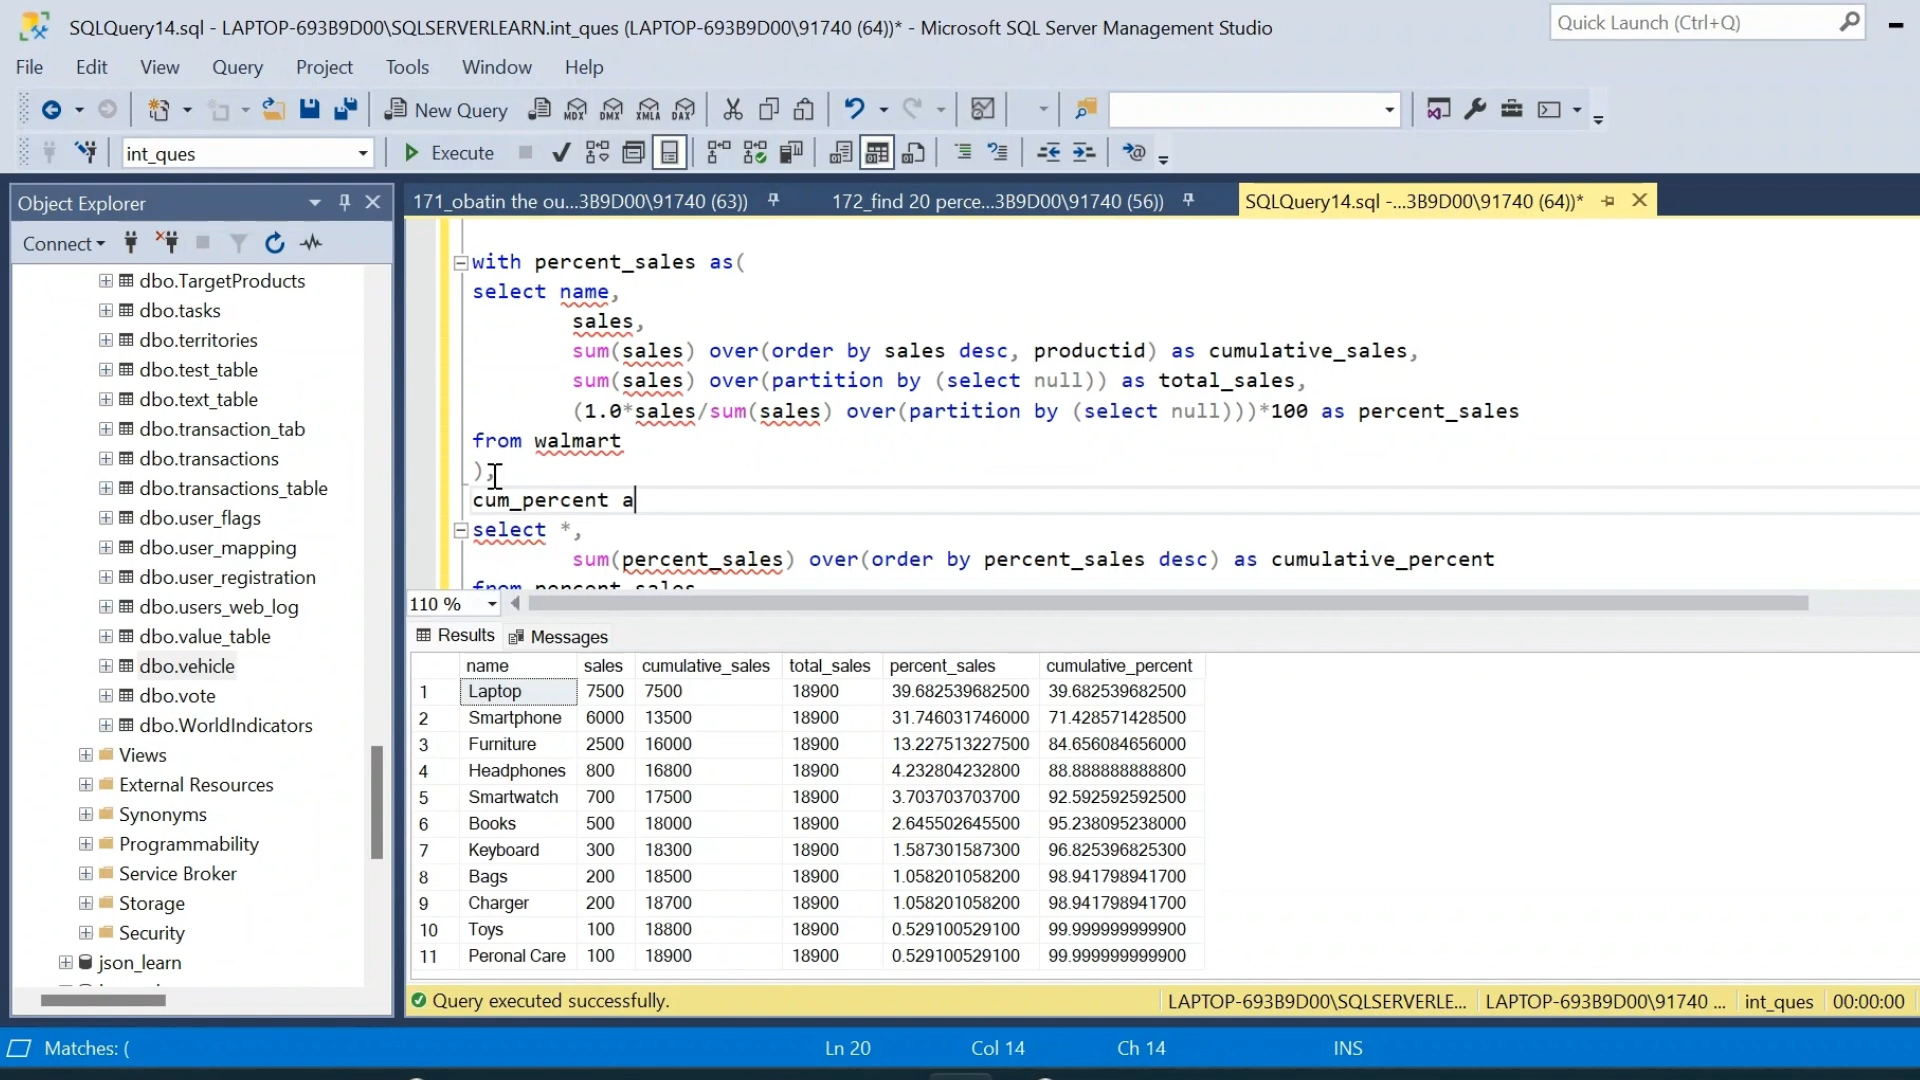 SQLQuery14.sql - LAPTOP-693B9D00\SQLSERVERLEARN.int_ques (LAPTOP-693B9D00\91740 (64))* - Microsoft SQL Server Management Studio
Quick Launch (Ctrl+Q)
File Edit View Query Project Tools Window Help
New Query MDX DMX XMLA DAX
int_ques Execute
Object Explorer
Connect
dbo.TargetProducts
dbo.tasks
dbo.territories
dbo.test_table
dbo.text_table
dbo.transaction_tab
dbo.transactions
dbo.transactions_table
dbo.user_flags
dbo.user_mapping
dbo.user_registration
dbo.users_web_log
dbo.value_table
dbo.vehicle
dbo.vote
dbo.WorldIndicators
Views
External Resources
Synonyms
Programmability
Service Broker
Storage
Security
json_learn
171_obatin the ou...3B9D00\91740 (63)) 172_find 20 perce...3B9D00\91740 (56)) SQLQuery14.sql -...3B9D00\91740 (64))*
with percent_sales as(
select name,
sales,
sum(sales) over(order by sales desc, productid) as cumulative_sales,
sum(sales) over(partition by (select null)) as total_sales,
(1.0*sales/sum(sales) over(partition by (select null)))*100 as percent_sales
from walmart
),
cum_percent a
select *,
sum(percent_sales) over(order by percent_sales desc) as cumulative_percent
from percent_sales
110 %
Results Messages
name sales cumulative_sales total_sales percent_sales cumulative_percent
1 Laptop 7500 7500 18900 39.682539682500 39.682539682500
2 Smartphone 6000 13500 18900 31.746031746000 71.428571428500
3 Furniture 2500 16000 18900 13.227513227500 84.656084656000
4 Headphones 800 16800 18900 4.232804232800 88.888888888800
5 Smartwatch 700 17500 18900 3.703703703700 92.592592592500
6 Books 500 18000 18900 2.645502645500 95.238095238000
7 Keyboard 300 18300 18900 1.587301587300 96.825396825300
8 Bags 200 18500 18900 1.058201058200 98.941798941700
9 Charger 200 18700 18900 1.058201058200 98.941798941700
10 Toys 100 18800 18900 0.529100529100 99.999999999900
11 Peronal Care 100 18900 18900 0.529100529100 99.999999999900
Query executed successfully. LAPTOP-693B9D00\SQLSERVERLE... LAPTOP-693B9D00\91740 ... int_ques 00:00:00
Matches: ( Ln 20 Col 14 Ch 14 INS